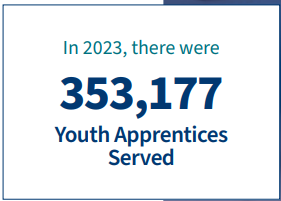 In 2023, there were
353,177
Youth Apprentices
Served